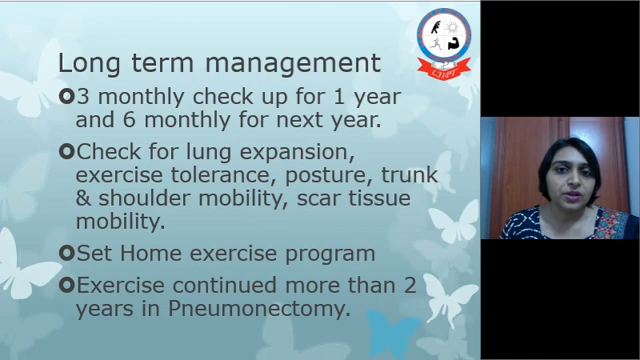 Long term management
3 monthly check up for 1 year
and 6 monthly for next year.
Check for lung expansion,
exercise tolerance, posture, trunk
& shoulder mobility, scar tissue
mobility.
Set Home exercise program
Exercise continued more than 2
years in Pneumonectomy.